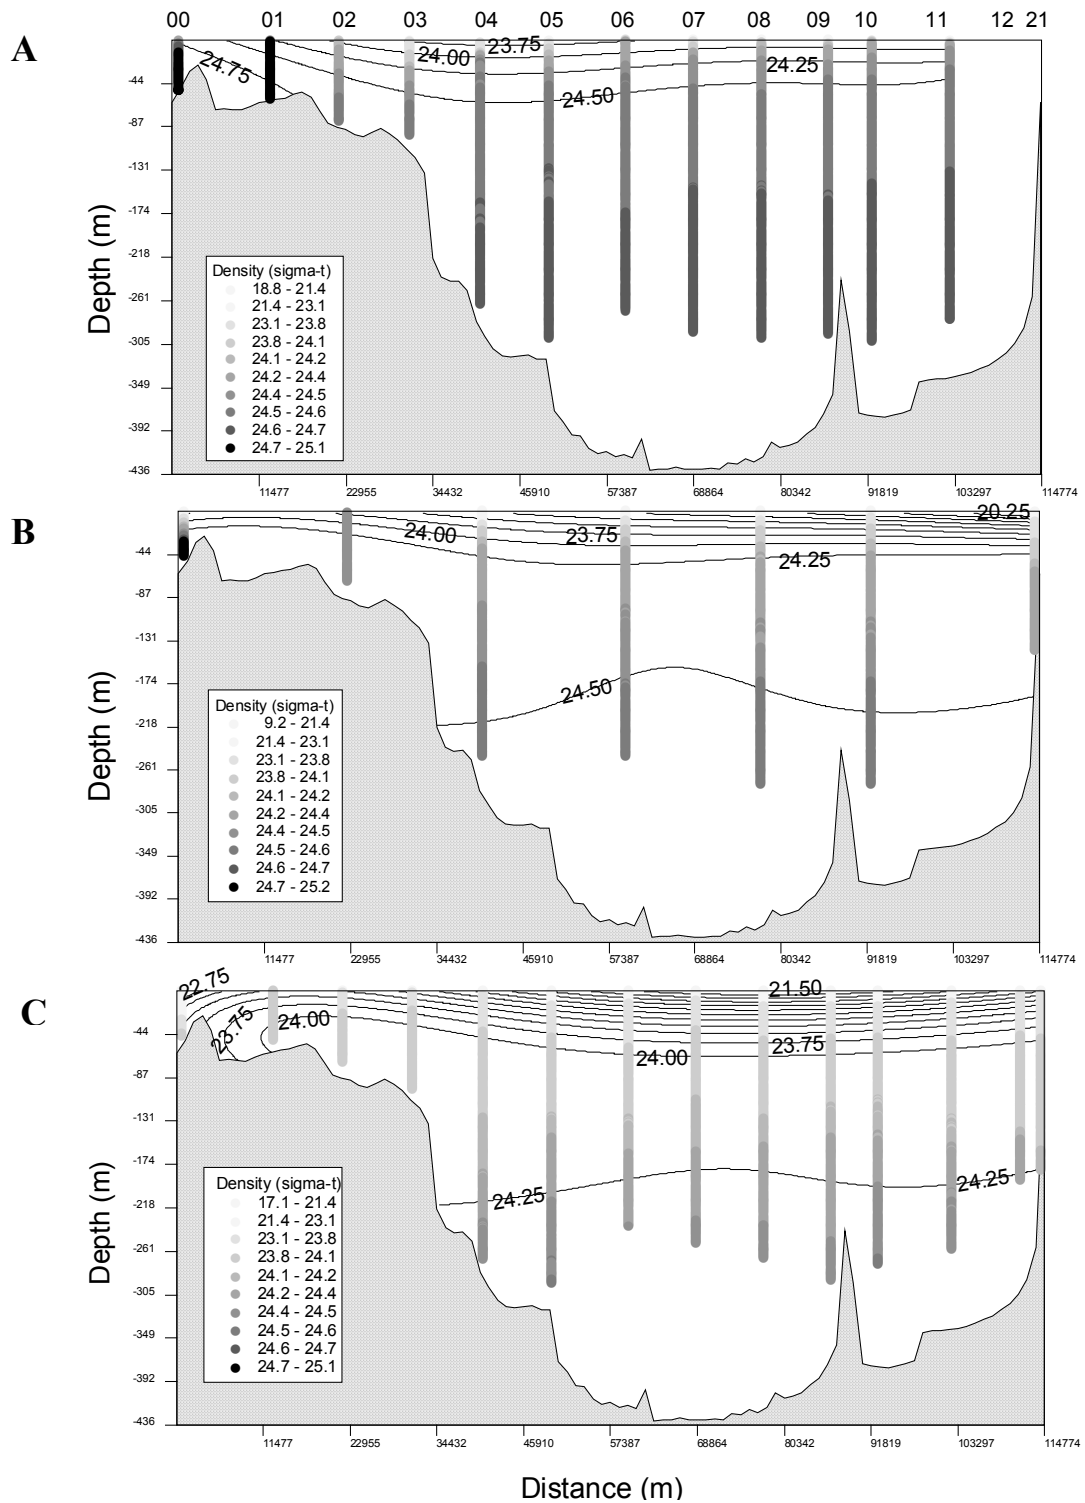 00 01 02 03 04 05 06 07 08 09 10 11 12 21
A
23.75
24.00
24.25
24.75
24.50
-44
-87
-131
-174
-218
-261
-305
-349
-392
-436
Depth (m)
Density (sigma-t)
18.8 - 21.4
21.4 - 23.1
23.1 - 23.8
23.8 - 24.1
24.1 - 24.2
24.2 - 24.4
24.4 - 24.5
24.5 - 24.6
24.6 - 24.7
24.7 - 25.1
11477 22955 34432 45910 57387 68864 80342 91819 103297 114774
B
20.25
24.00
23.75
24.25
24.50
-44
-87
-131
-174
-218
-261
-305
-349
-392
-436
Depth (m)
Density (sigma-t)
9.2 - 21.4
21.4 - 23.1
23.1 - 23.8
23.8 - 24.1
24.1 - 24.2
24.2 - 24.4
24.4 - 24.5
24.5 - 24.6
24.6 - 24.7
24.7 - 25.2
11477 22955 34432 45910 57387 68864 80342 91819 103297 114774
C
22.75
21.50
23.75
24.00
23.75
24.00
24.25
24.25
-44
-87
-131
-174
-218
-261
-305
-349
-392
-436
Depth (m)
Density (sigma-t)
17.1 - 21.4
21.4 - 23.1
23.1 - 23.8
23.8 - 24.1
24.1 - 24.2
24.2 - 24.4
24.4 - 24.5
24.5 - 24.6
24.6 - 24.7
24.7 - 25.1
11477 22955 34432 45910 57387 68864 80342 91819 103297 114774
Distance (m)